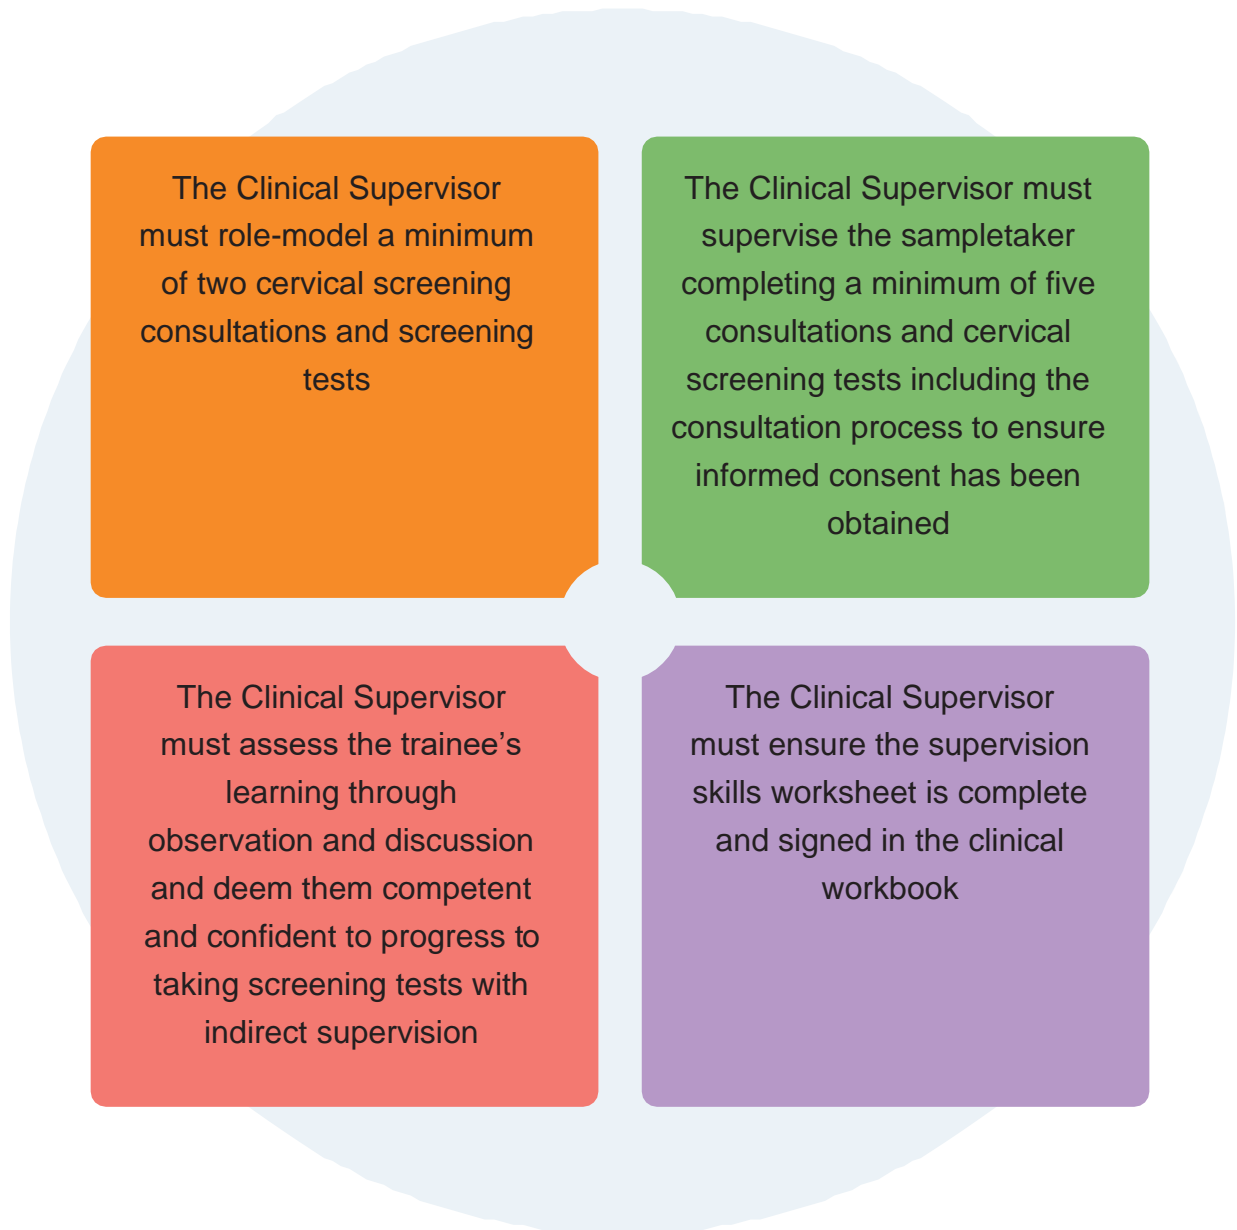 The Clinical Supervisor
must role-model a minimum
of two cervical screening
consultations and screening
tests
The Clinical Supervisor must
supervise the sampletaker
completing a minimum of five
consultations and cervical
screening tests including the
consultation process to ensure
informed consent has been
obtained
The Clinical Supervisor
must assess the trainee’s
learning through
observation and discussion
and deem them competent
and confident to progress to
taking screening tests with
indirect supervision
The Clinical Supervisor
must ensure the supervision
skills worksheet is complete
and signed in the clinical
workbook